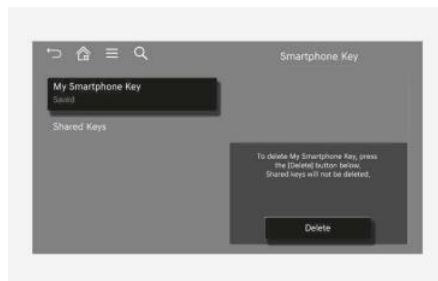 Smartphone Key
My Smartphone Key
Saved
Shared Keys
To delete My Smartphone Key, press
the [Delete] button below.
Shared keys will not be deleted.
Delete